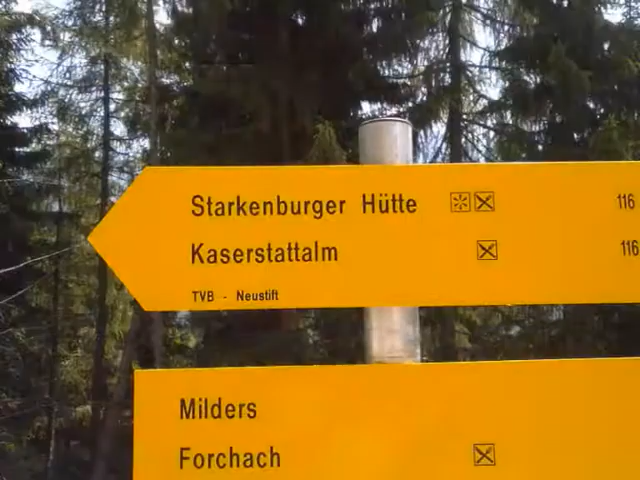 Starkenburger Hütte 116
Kaserstattalm 116
TVB - Neustift
Milders
Forchach